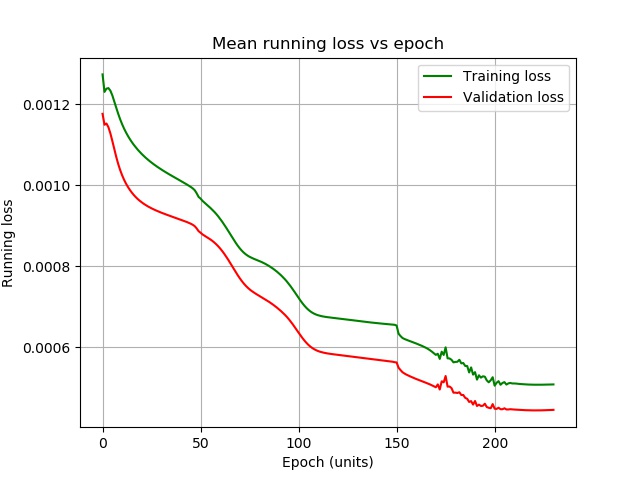 Mean running loss vs epoch
Training loss
Validation loss
0.0012
0.0010
0.0008
0.0006
Running loss
0
50
100
150
200
Epoch (units)